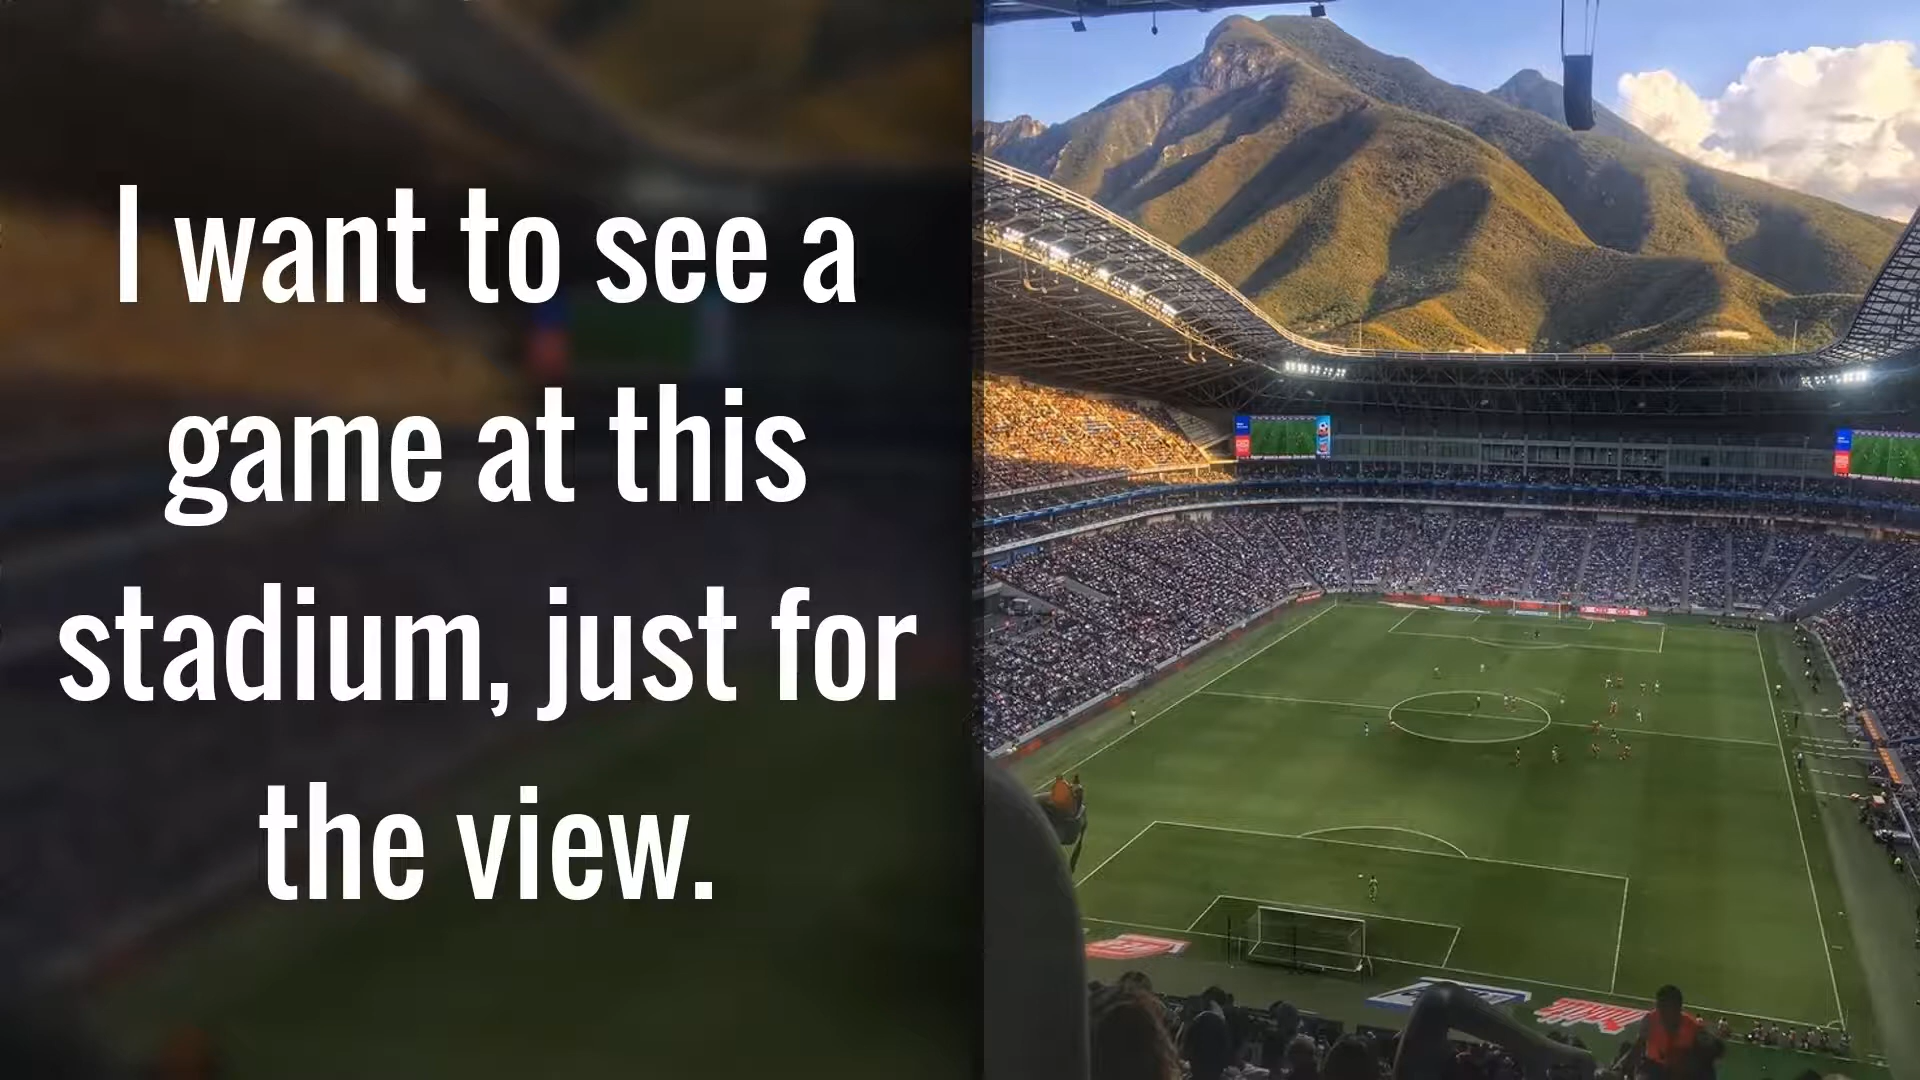 I want to see a
game at this
stadium, just for
the view.